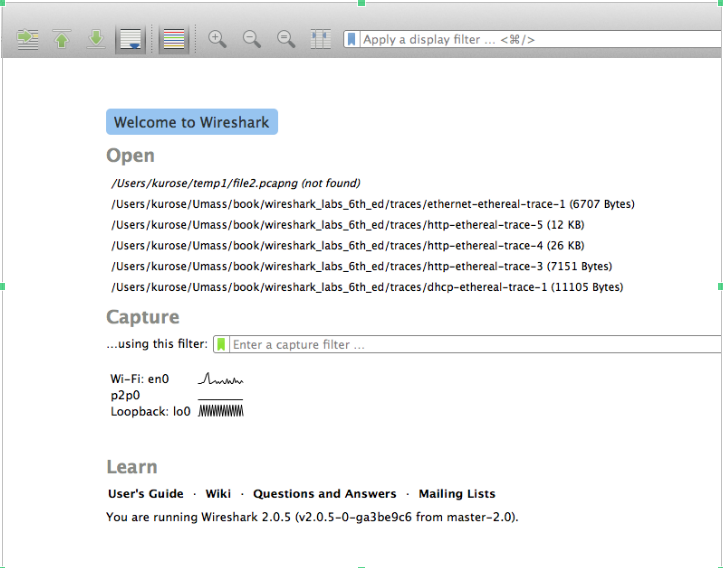 Apply a display filter ... <⌘/>
Welcome to Wireshark
Open
/Users/kurose/temp1/file2.pcapng (not found)
/Users/kurose/Umass/book/wireshark_labs_6th_ed/traces/ethernet-ethereal-trace-1 (6707 Bytes)
/Users/kurose/Umass/book/wireshark_labs_6th_ed/traces/http-ethereal-trace-5 (12 KB)
/Users/kurose/Umass/book/wireshark_labs_6th_ed/traces/http-ethereal-trace-4 (26 KB)
/Users/kurose/Umass/book/wireshark_labs_6th_ed/traces/http-ethereal-trace-3 (7151 Bytes)
/Users/kurose/Umass/book/wireshark_labs_6th_ed/traces/dhcp-ethereal-trace-1 (11105 Bytes)
Capture
...using this filter: Enter a capture filter ...
Wi-Fi: en0
p2p0
Loopback: lo0
Learn
User's Guide · Wiki · Questions and Answers · Mailing Lists
You are running Wireshark 2.0.5 (v2.0.5-0-ga3be9c6 from master-2.0).